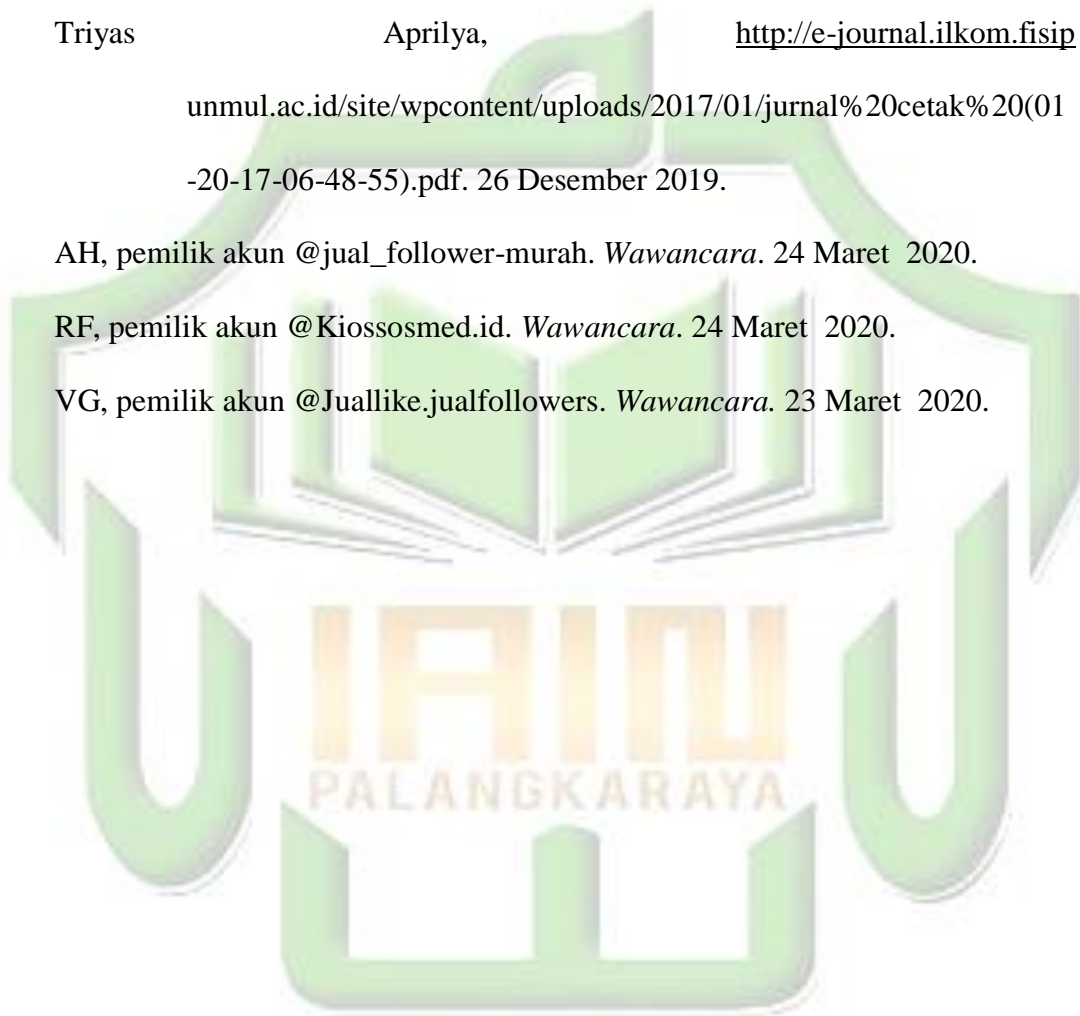 Triyas Aprilya, http://e-journal.ilkom.fisip
unmul.ac.id/site/wpcontent/uploads/2017/01/jurnal%20cetak%20(01
-20-17-06-48-55).pdf. 26 Desember 2019.
AH, pemilik akun @jual_follower-murah. Wawancara. 24 Maret 2020.
RF, pemilik akun @Kiossosmed.id. Wawancara. 24 Maret 2020.
VG, pemilik akun @Juallike.jualfollowers. Wawancara. 23 Maret 2020.
IAIN
PALANGKARAYA